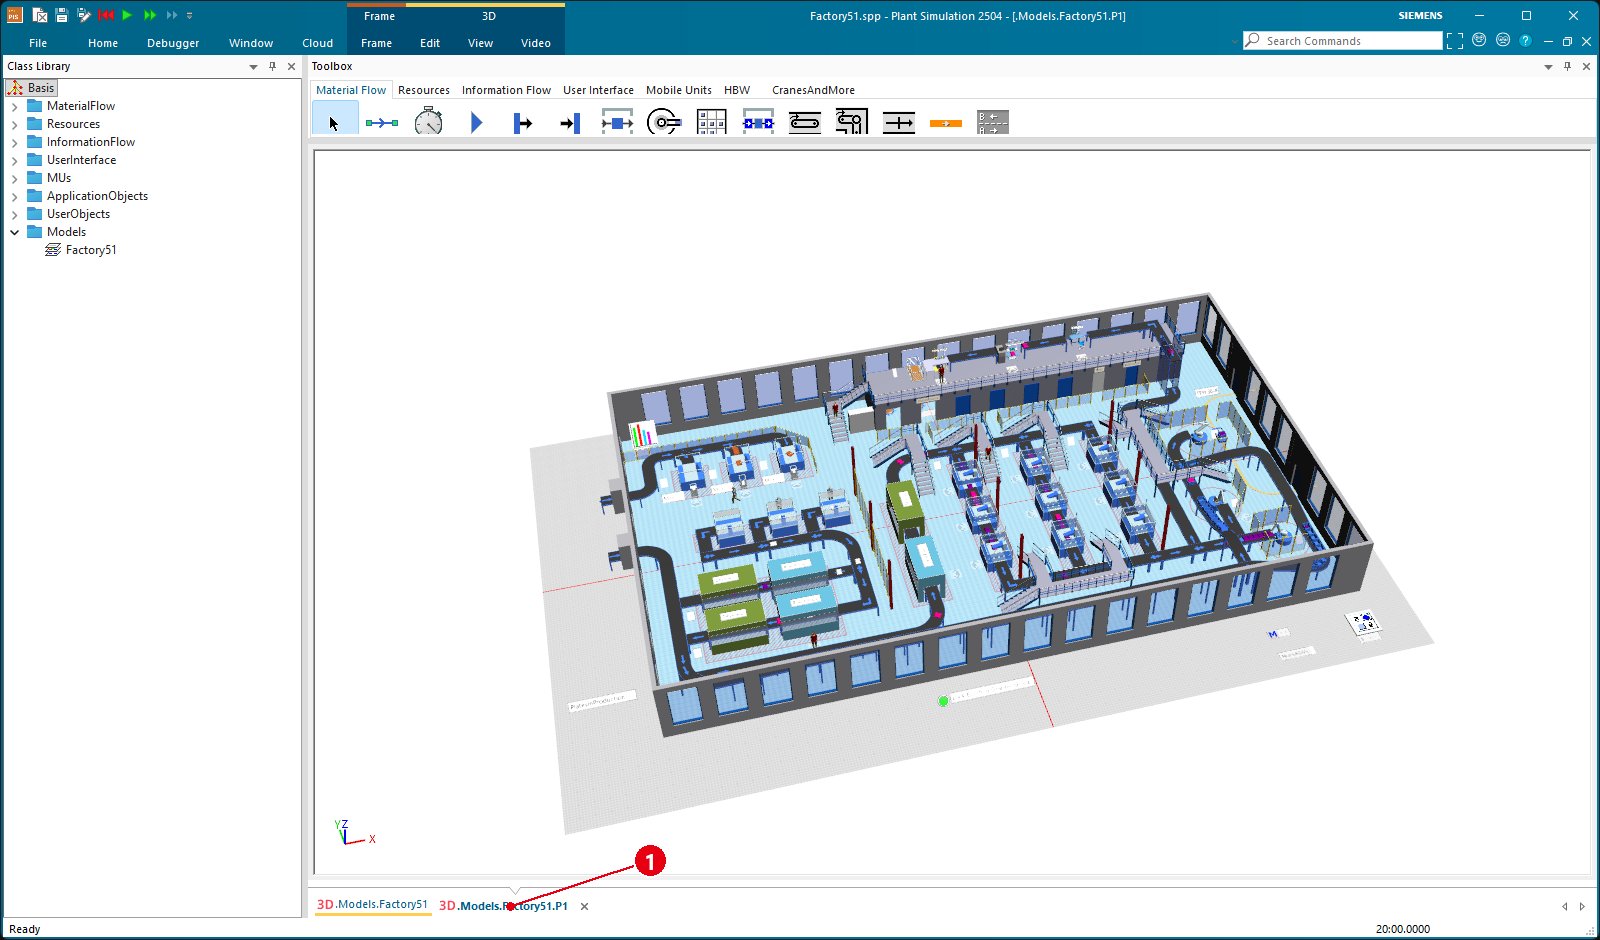 Frame
3D
Factory51.spp - Plant Simulation 2504 - [.Models.Factory51.P1]
SIEMENS
File
Home
Debugger
Window
Cloud
Frame
Edit
View
Video
Search Commands
Class Library
Toolbox
Basis
MaterialFlow
Resources
InformationFlow
UserInterface
MUs
ApplicationObjects
UserObjects
Models
Factory51
Material Flow
Resources
Information Flow
User Interface
Mobile Units
HBW
CranesAndMore
B
A
M
YZ
X
1
3D.Models.Factory51
3D.Models.Factory51.P1
Ready
20:00.0000